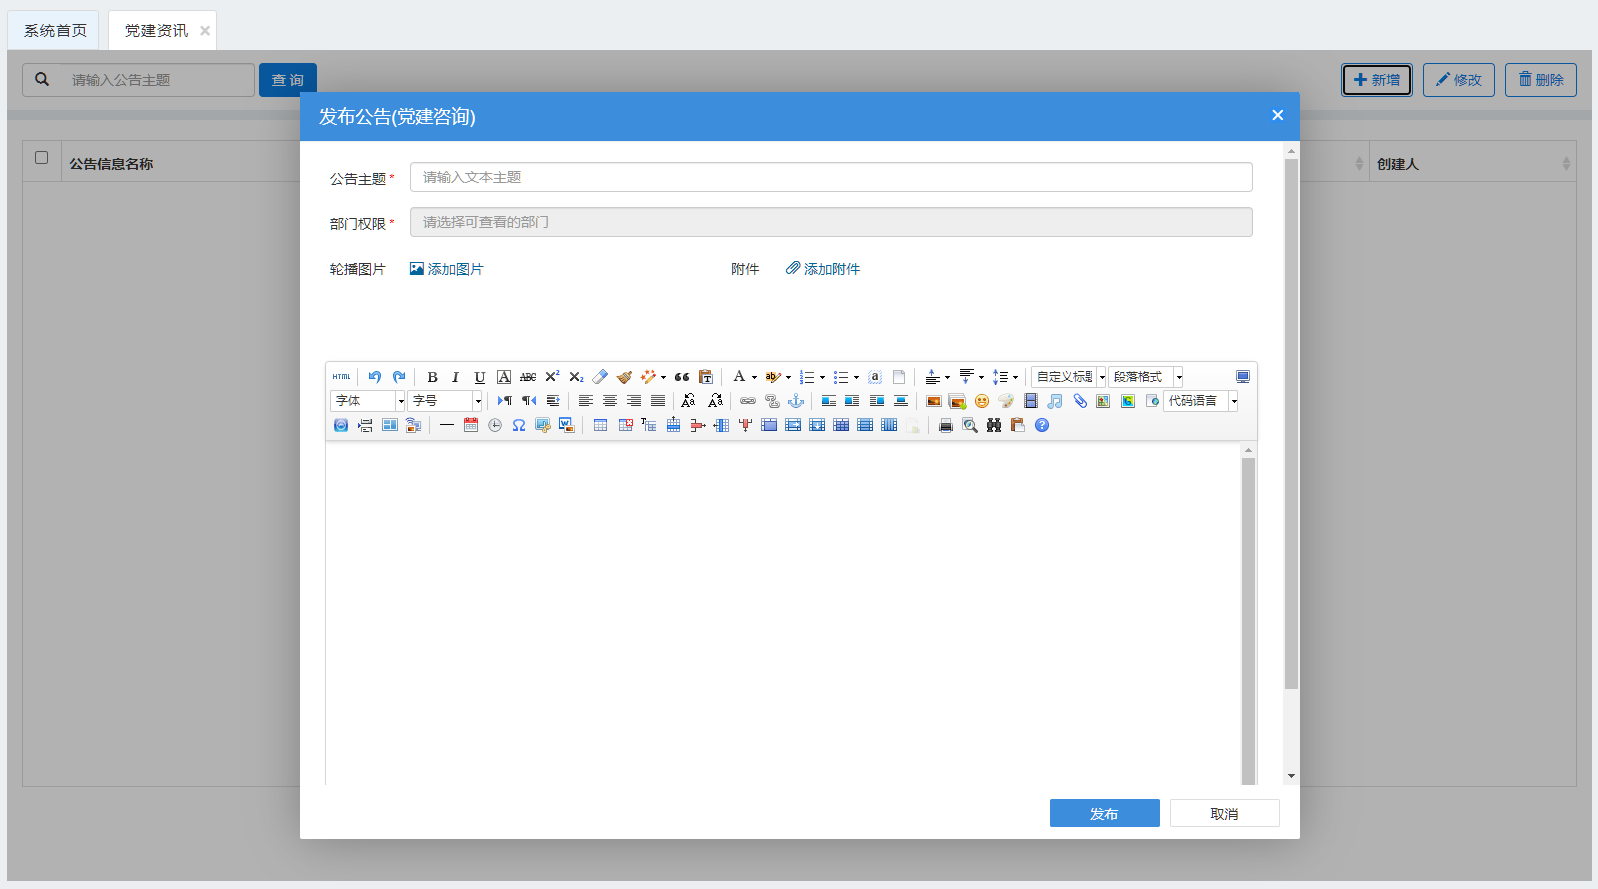 系统首页 党建资讯
请输入公告主题 查 询 新增 修改 删除
发布公告(党建咨询)
公告信息名称 创建人
公告主题* 请输入文本主题
部门权限* 请选择可查看的部门
轮播图片 添加图片 附件 添加附件
HTML B I U A ABC 自定义标题 段落格式
字体 字号 代码语言
发布 取消